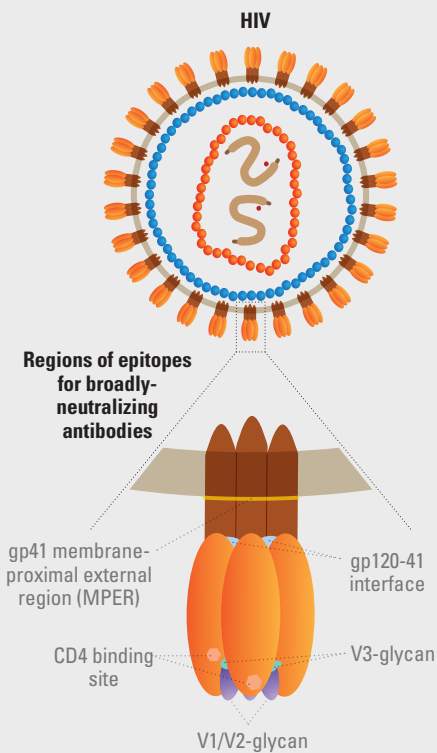 HIV
Regions of epitopes
for broadly-
neutralizing
antibodies
gp41 membrane-
proximal external
region (MPER)
gp120-41
interface
CD4 binding
site
V3-glycan
V1/V2-glycan